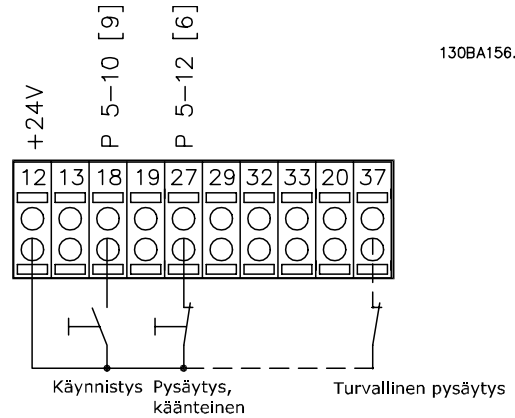 130BA156.
+24V
P 5-10 [9]
P 5-12 [6]
12 13 18 19 27 29 32 33 20 37
Käynnistys
Pysäytys,
käänteinen
Turvallinen pysäytys